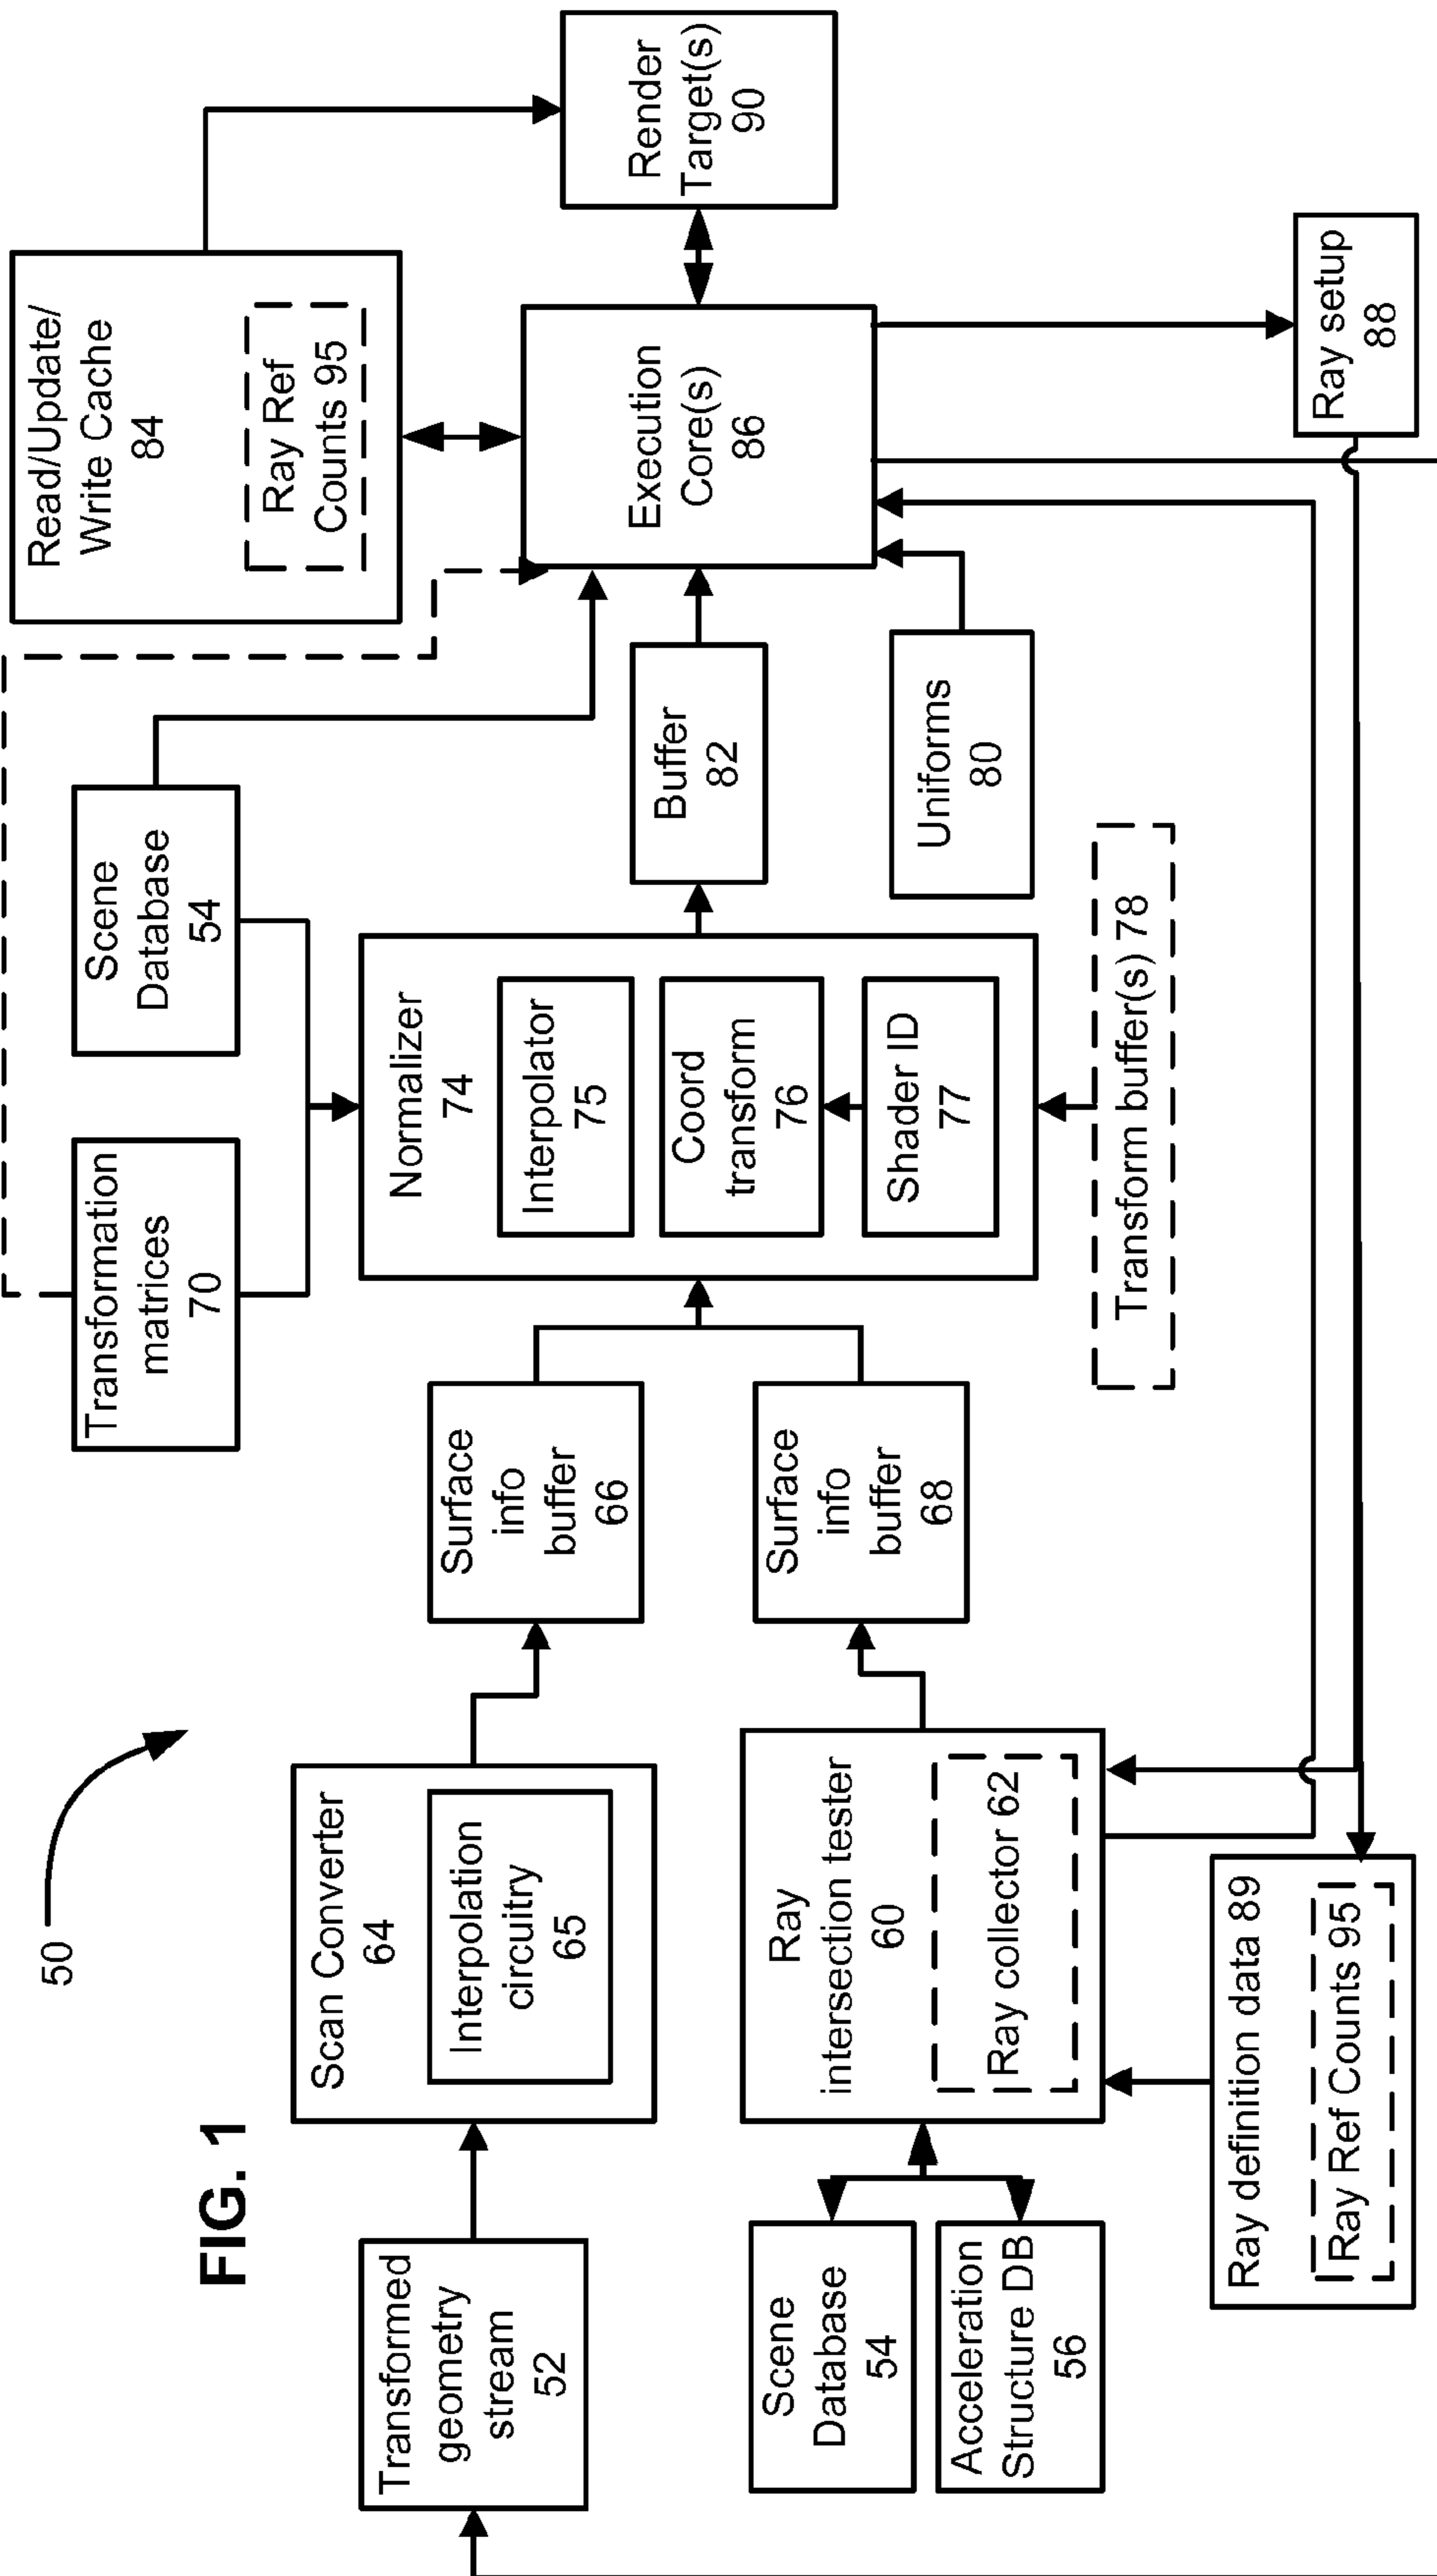 FIG. 1
50
Transformed
geometry
stream
52
Scan Converter
64
Interpolation
circuitry
65
Surface
info
buffer
66
Scene
Database
54
Acceleration
Structure DB
56
Ray
intersection tester
60
Ray collector 62
Surface
info
buffer
68
Ray definition data 89
Ray Ref Counts 95
Transformation
matrices
70
Scene
Database
54
Normalizer
74
Interpolator
75
Coord
transform
76
Shader ID
77
Transform buffer(s) 78
Buffer
82
Uniforms
80
Read/Update/
Write Cache
84
Ray Ref
Counts 95
Execution
Core(s)
86
Render
Target(s)
90
Ray setup
88